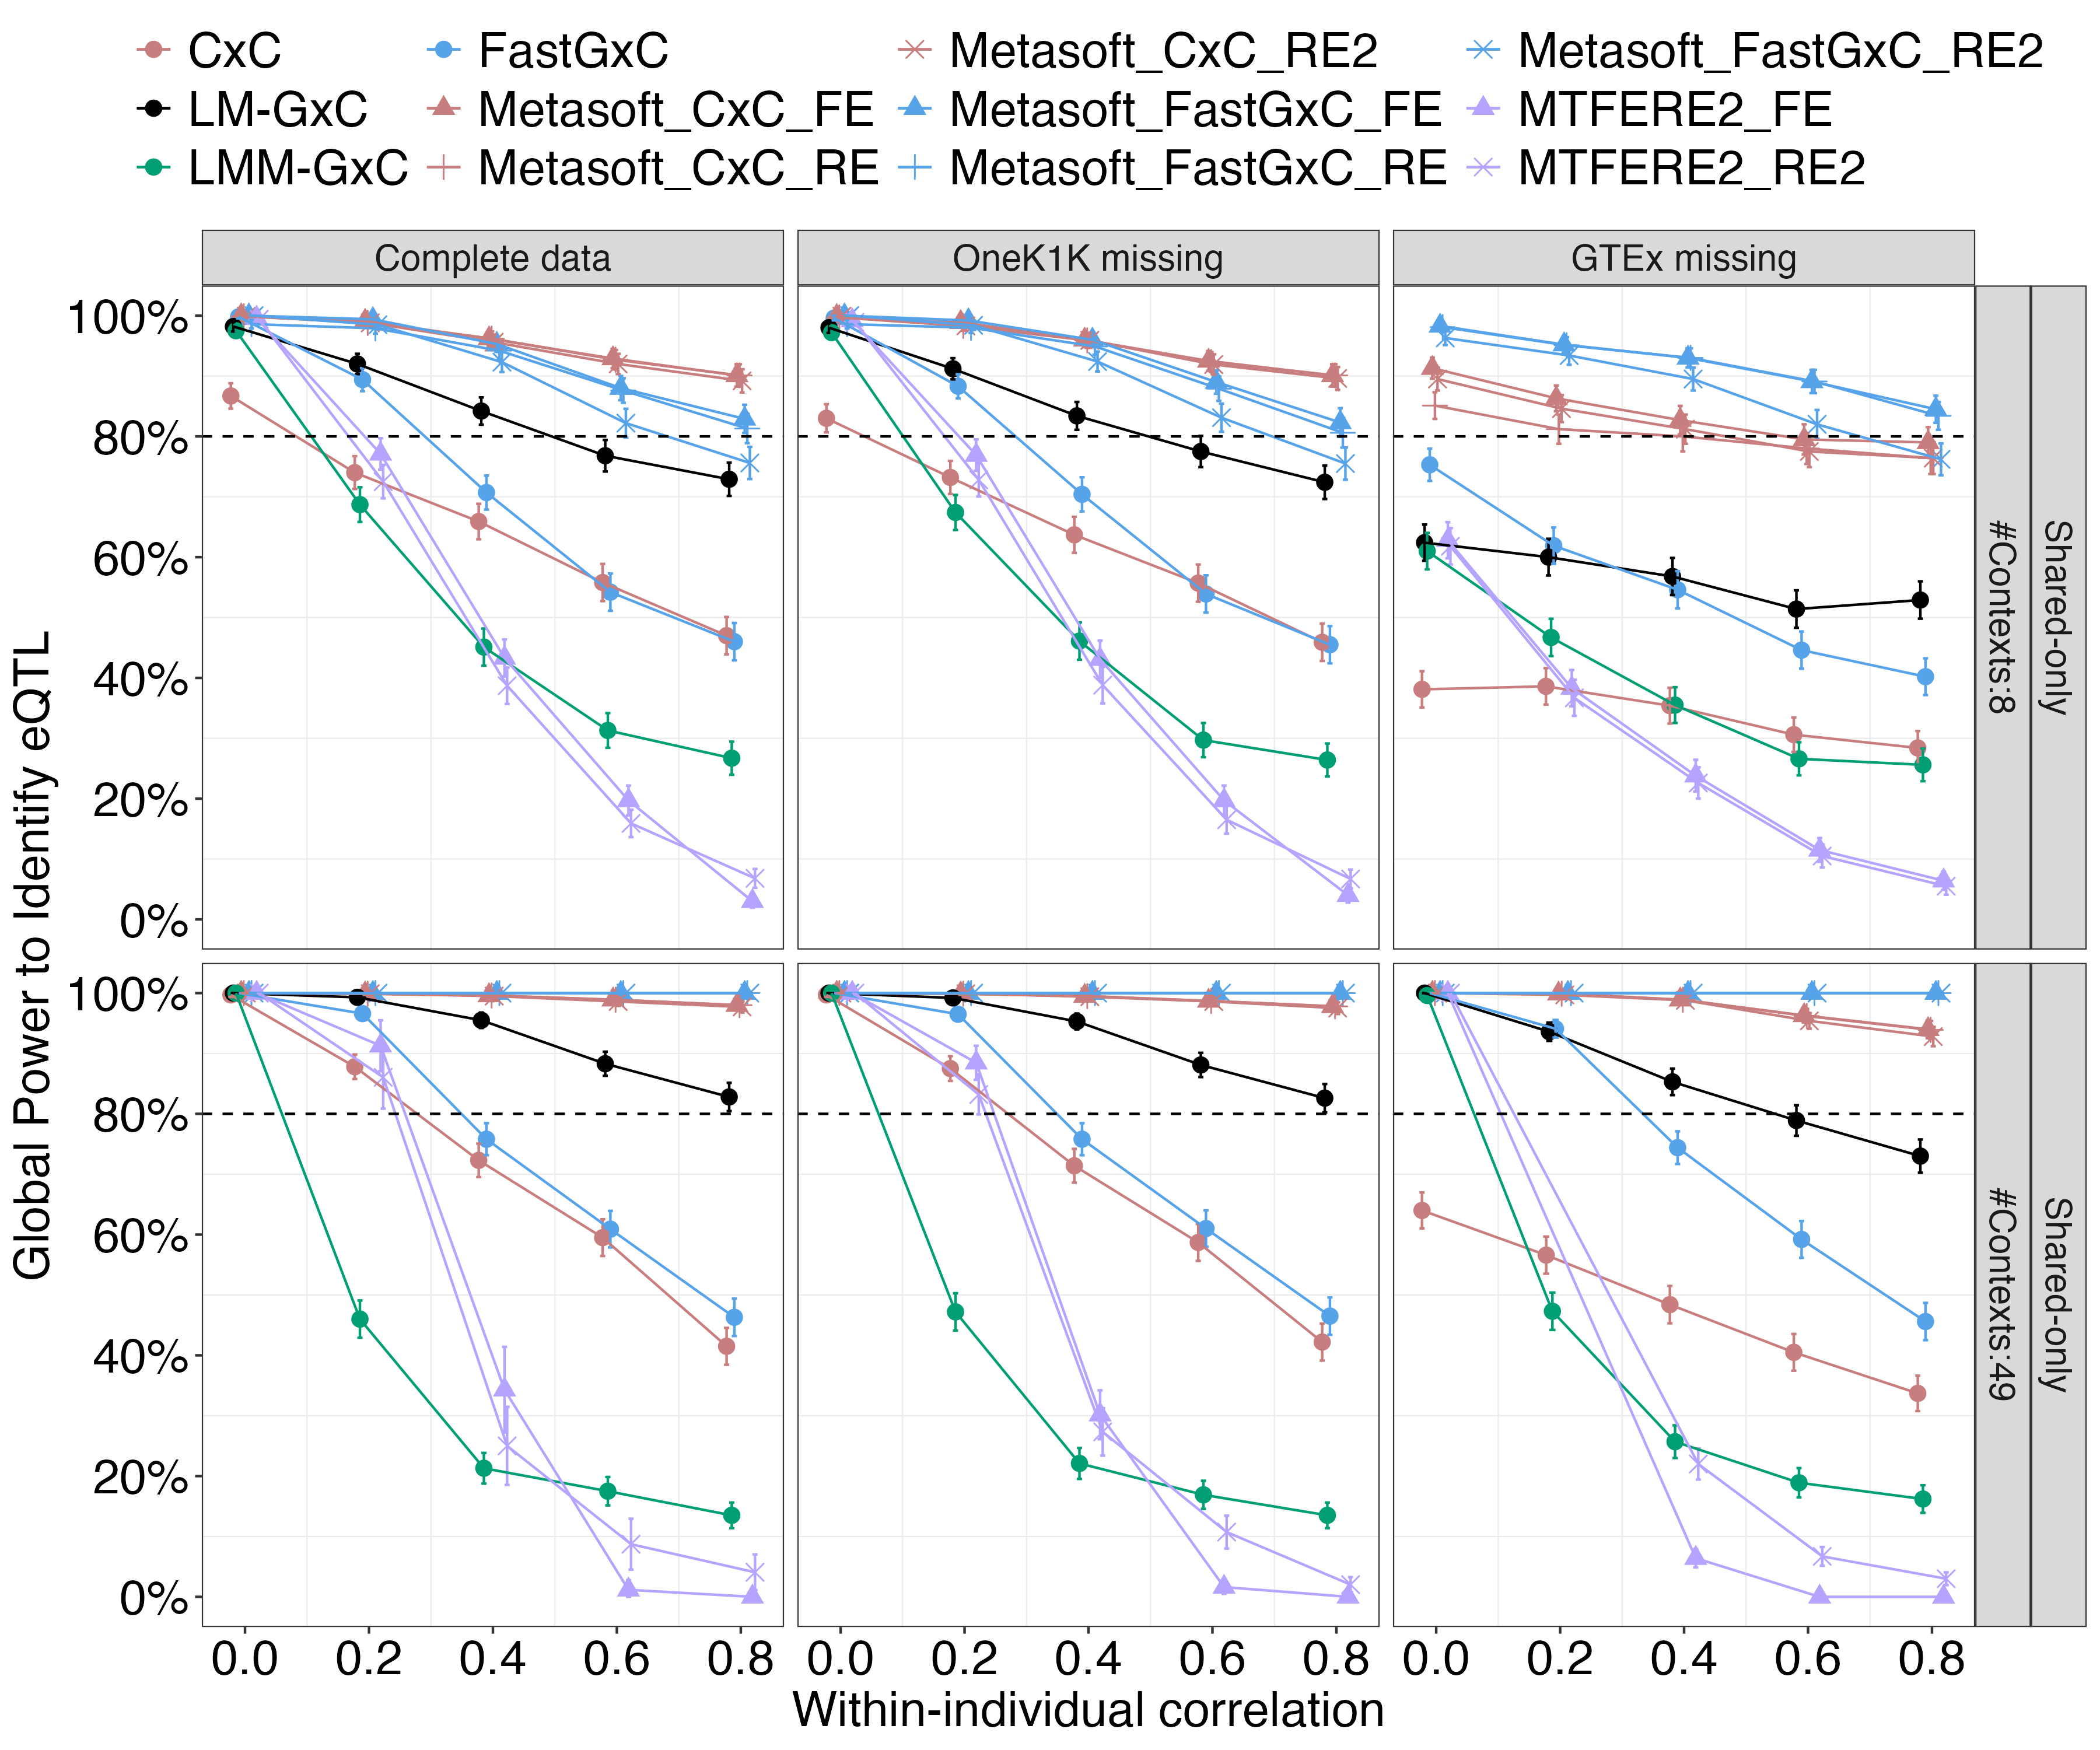 CxC FastGxC Metasoft_CxC_RE2 Metasoft_FastGxC_RE2
LM-GxC Metasoft_CxC_FE Metasoft_FastGxC_FE MTFERE2_FE
LMM-GxC Metasoft_CxC_RE Metasoft_FastGxC_RE MTFERE2_RE2
Complete data OneK1K missing GTEx missing
Global Power to Identify eQTL
100%
80%
60%
40%
20%
0%
#Contexts:8
Shared-only
100%
80%
60%
40%
20%
0%
#Contexts:49
Shared-only
0.0 0.2 0.4 0.6 0.8 0.0 0.2 0.4 0.6 0.8 0.0 0.2 0.4 0.6 0.8
Within-individual correlation